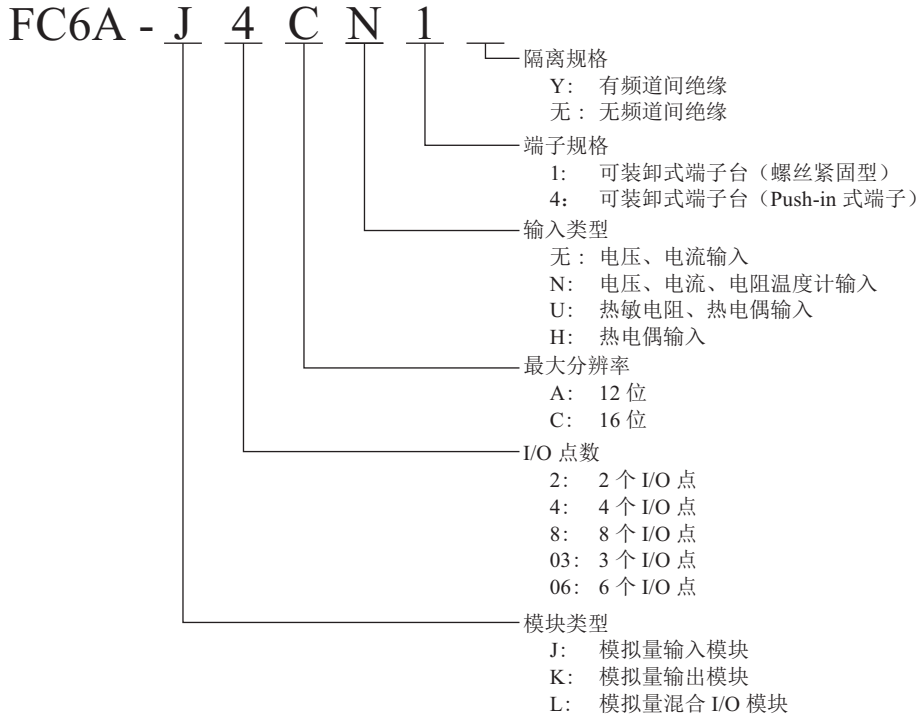 FC6A - J 4 C N 1
隔离规格
Y: 有频道间绝缘
无: 无频道间绝缘
端子规格
1: 可装卸式端子台（螺丝紧固型）
4: 可装卸式端子台（Push-in 式端子）
输入类型
无: 电压、电流输入
N: 电压、电流、电阻温度计输入
U: 热敏电阻、热电偶输入
H: 热电偶输入
最大分辨率
A: 12 位
C: 16 位
I/O 点数
2: 2 个 I/O 点
4: 4 个 I/O 点
8: 8 个 I/O 点
03: 3 个 I/O 点
06: 6 个 I/O 点
模块类型
J: 模拟量输入模块
K: 模拟量输出模块
L: 模拟量混合 I/O 模块